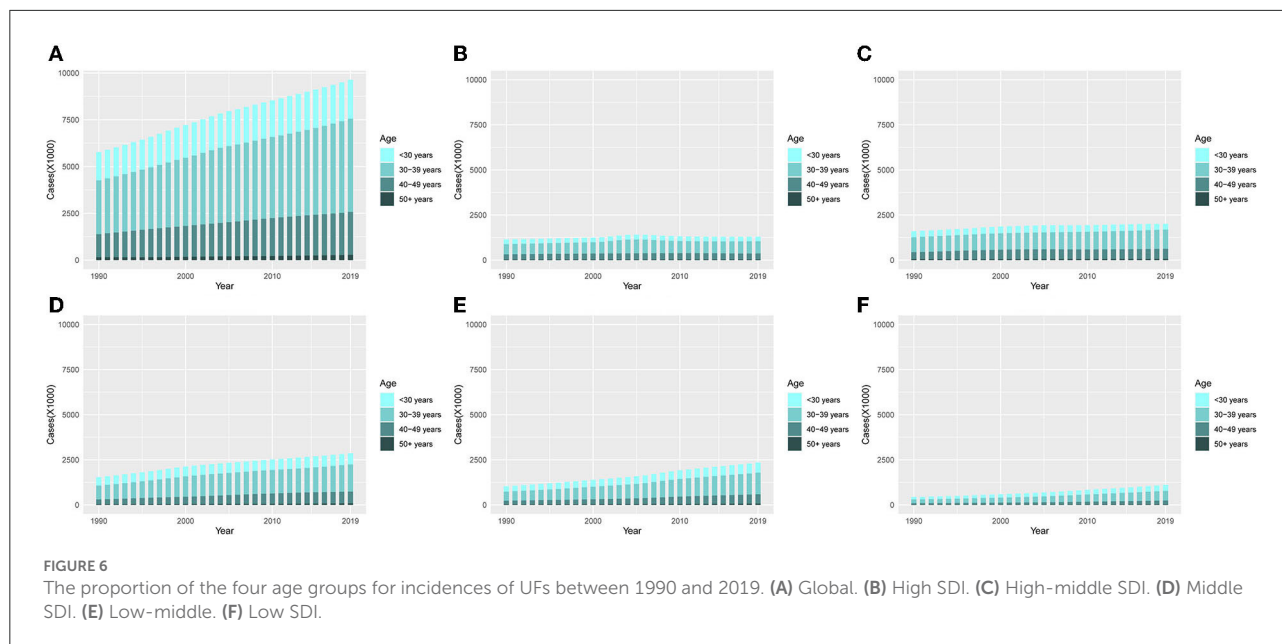 A
10000
7500
5000
2500
0
Cases(X1000)
1990
2000
2010
2019
Year
Age
<30 years
30–39 years
40–49 years
50+ years
B
10000
7500
5000
2500
0
Cases(X1000)
1990
2000
2010
2019
Year
Age
<30 years
30–39 years
40–49 years
50+ years
C
10000
7500
5000
2500
0
Cases(X1000)
1990
2000
2010
2019
Year
Age
<30 years
30–39 years
40–49 years
50+ years
D
10000
7500
5000
2500
0
Cases(X1000)
1990
2000
2010
2019
Year
Age
<30 years
30–39 years
40–49 years
50+ years
E
10000
7500
5000
2500
0
Cases(X1000)
1990
2000
2010
2019
Year
Age
<30 years
30–39 years
40–49 years
50+ years
F
10000
7500
5000
2500
0
Cases(X1000)
1990
2000
2010
2019
Year
Age
<30 years
30–39 years
40–49 years
50+ years
FIGURE 6
The proportion of the four age groups for incidences of UFs between 1990 and 2019. (A) Global. (B) High SDI. (C) High-middle SDI. (D) Middle
SDI. (E) Low-middle. (F) Low SDI.